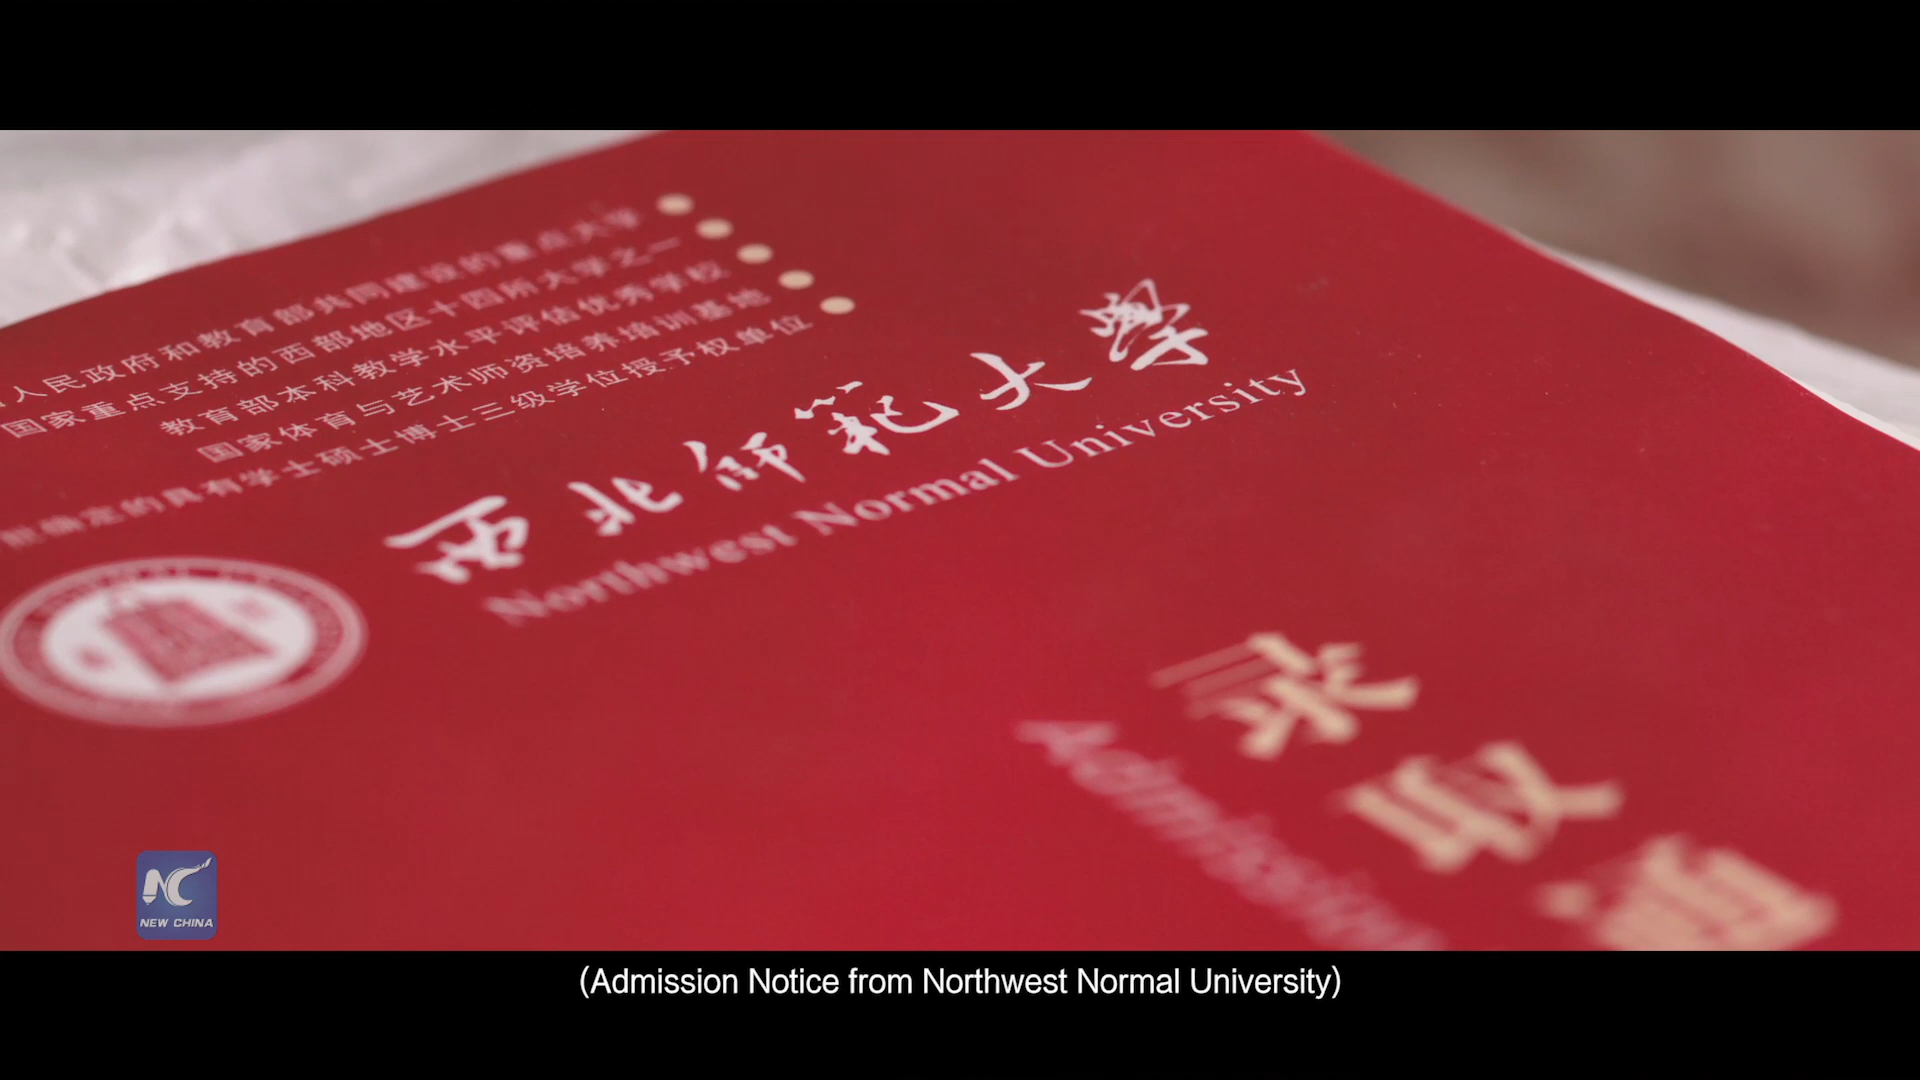 人民政府和教育部共同建设的重点大学
国家重点支持的西部地区十四所大学之一
教育部本科教学水平评估优秀学校
国家体育与艺术师资培养培训基地
确定的具有学士硕士博士三级学位授予权单位
西北师範大學
Northwest Normal University
录取通
Admission
NEW CHINA
(Admission Notice from Northwest Normal University)